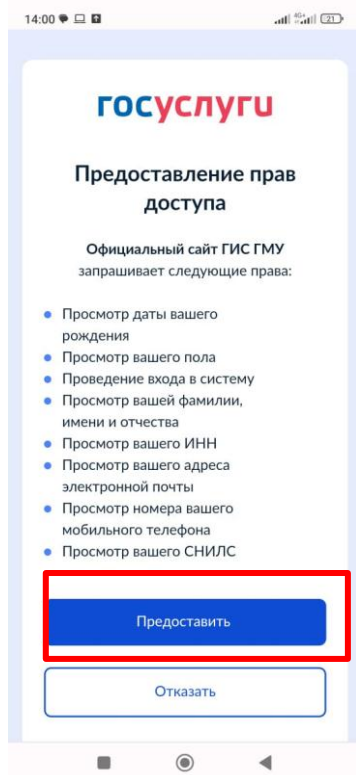 14:00
4G+
21
госуслуги
Предоставление прав
доступа
Официальный сайт ГИС ГМУ
запрашивает следующие права:
Просмотр даты вашего
рождения
Просмотр вашего пола
Проведение входа в систему
Просмотр вашей фамилии,
имени и отчества
Просмотр вашего ИНН
Просмотр вашего адреса
электронной почты
Просмотр номера вашего
мобильного телефона
Просмотр вашего СНИЛС
Предоставить
Отказать